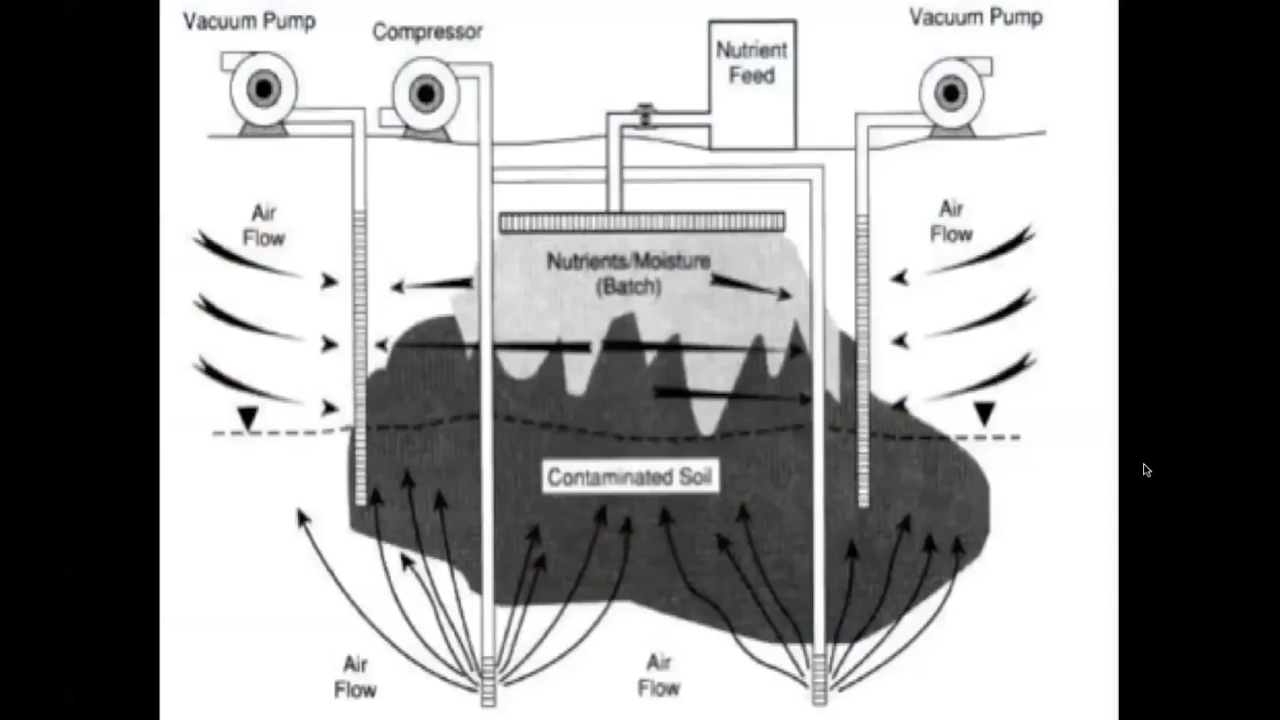 Vacuum Pump
Compressor
Nutrient
Feed
Vacuum Pump
Air
Flow
Air
Flow
Nutrients/Moisture
(Batch)
Contaminated Soil
Air
Flow
Air
Flow